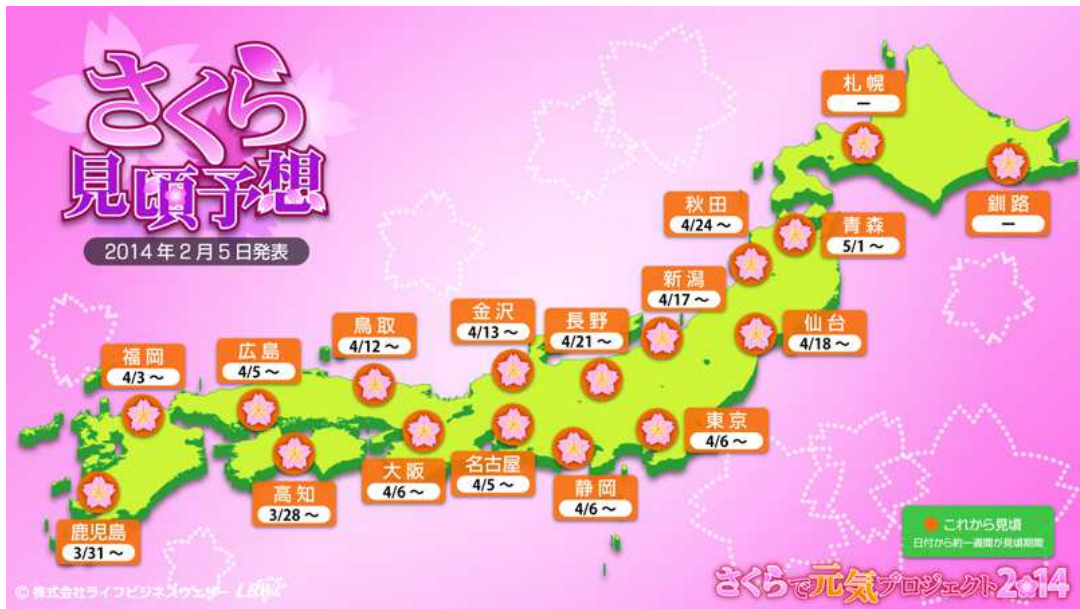 さくら
見頃予想
2014年2月5日発表
札幌
—
釧路
—
秋田
4/24～
青森
5/1～
新潟
4/17～
仙台
4/18～
金沢
4/13～
長野
4/21～
鳥取
4/12～
広島
4/5～
福岡
4/3～
東京
4/6～
大阪
4/6～
名古屋
4/5～
静岡
4/6～
高知
3/28～
鹿児島
3/31～
これから見頃
日付から約一週間が見頃期間
© 株式会社ライフビジネスウェザー
さくらで元気プロジェクト2014